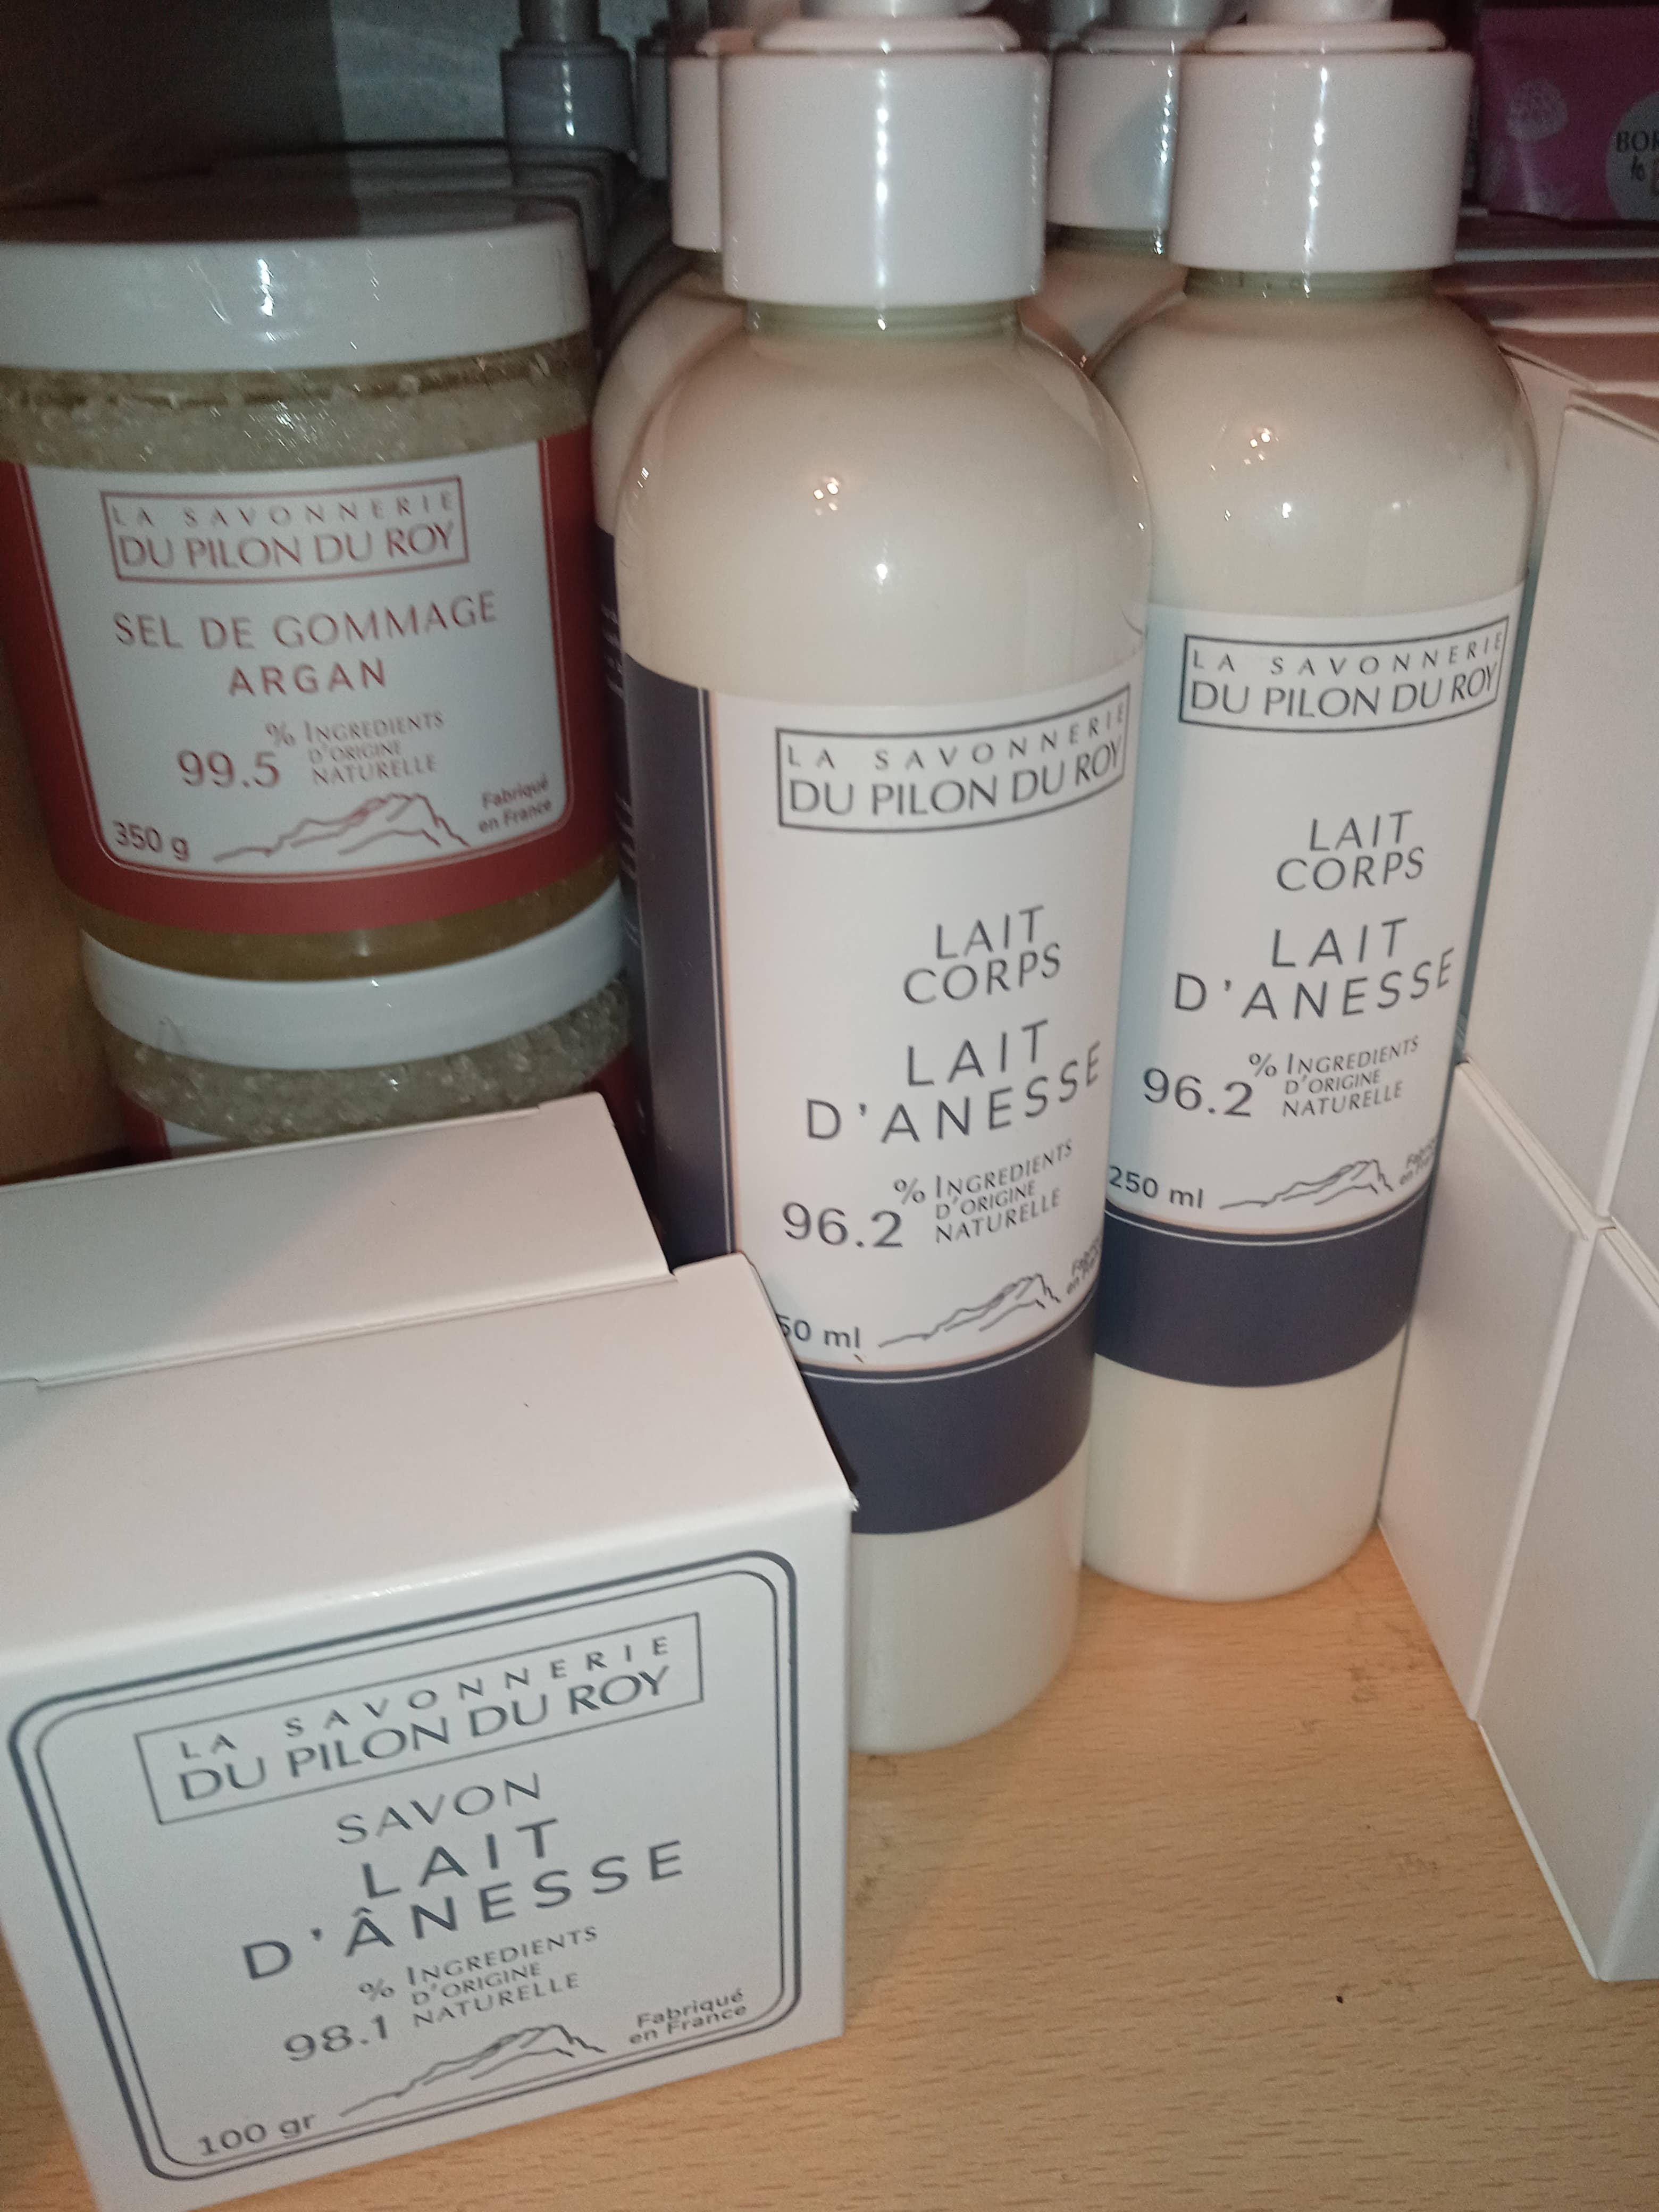 LA SAVONNERIE
DU PILON DU ROY
SEL DE GOMMAGE
ARGAN
99.5 % INGREDIENTS
D'ORIGINE
NATURELLE
350 g
Fabriqué
en France
LA SAVONNERIE
DU PILON DU ROY
LAIT
CORPS
LAIT
D'ANESSE
96.2 % INGREDIENTS
D'ORIGINE
NATURELLE
50 ml
LA SAVONNERIE
DU PILON DU ROY
LAIT
CORPS
LAIT
D'ANESSE
96.2 % INGREDIENTS
D'ORIGINE
NATURELLE
250 ml
LA SAVONNERIE
DU PILON DU ROY
SAVON
LAIT
D'ÂNESSE
98.1 % INGREDIENTS
D'ORIGINE
NATURELLE
100 gr
Fabriqué
en France